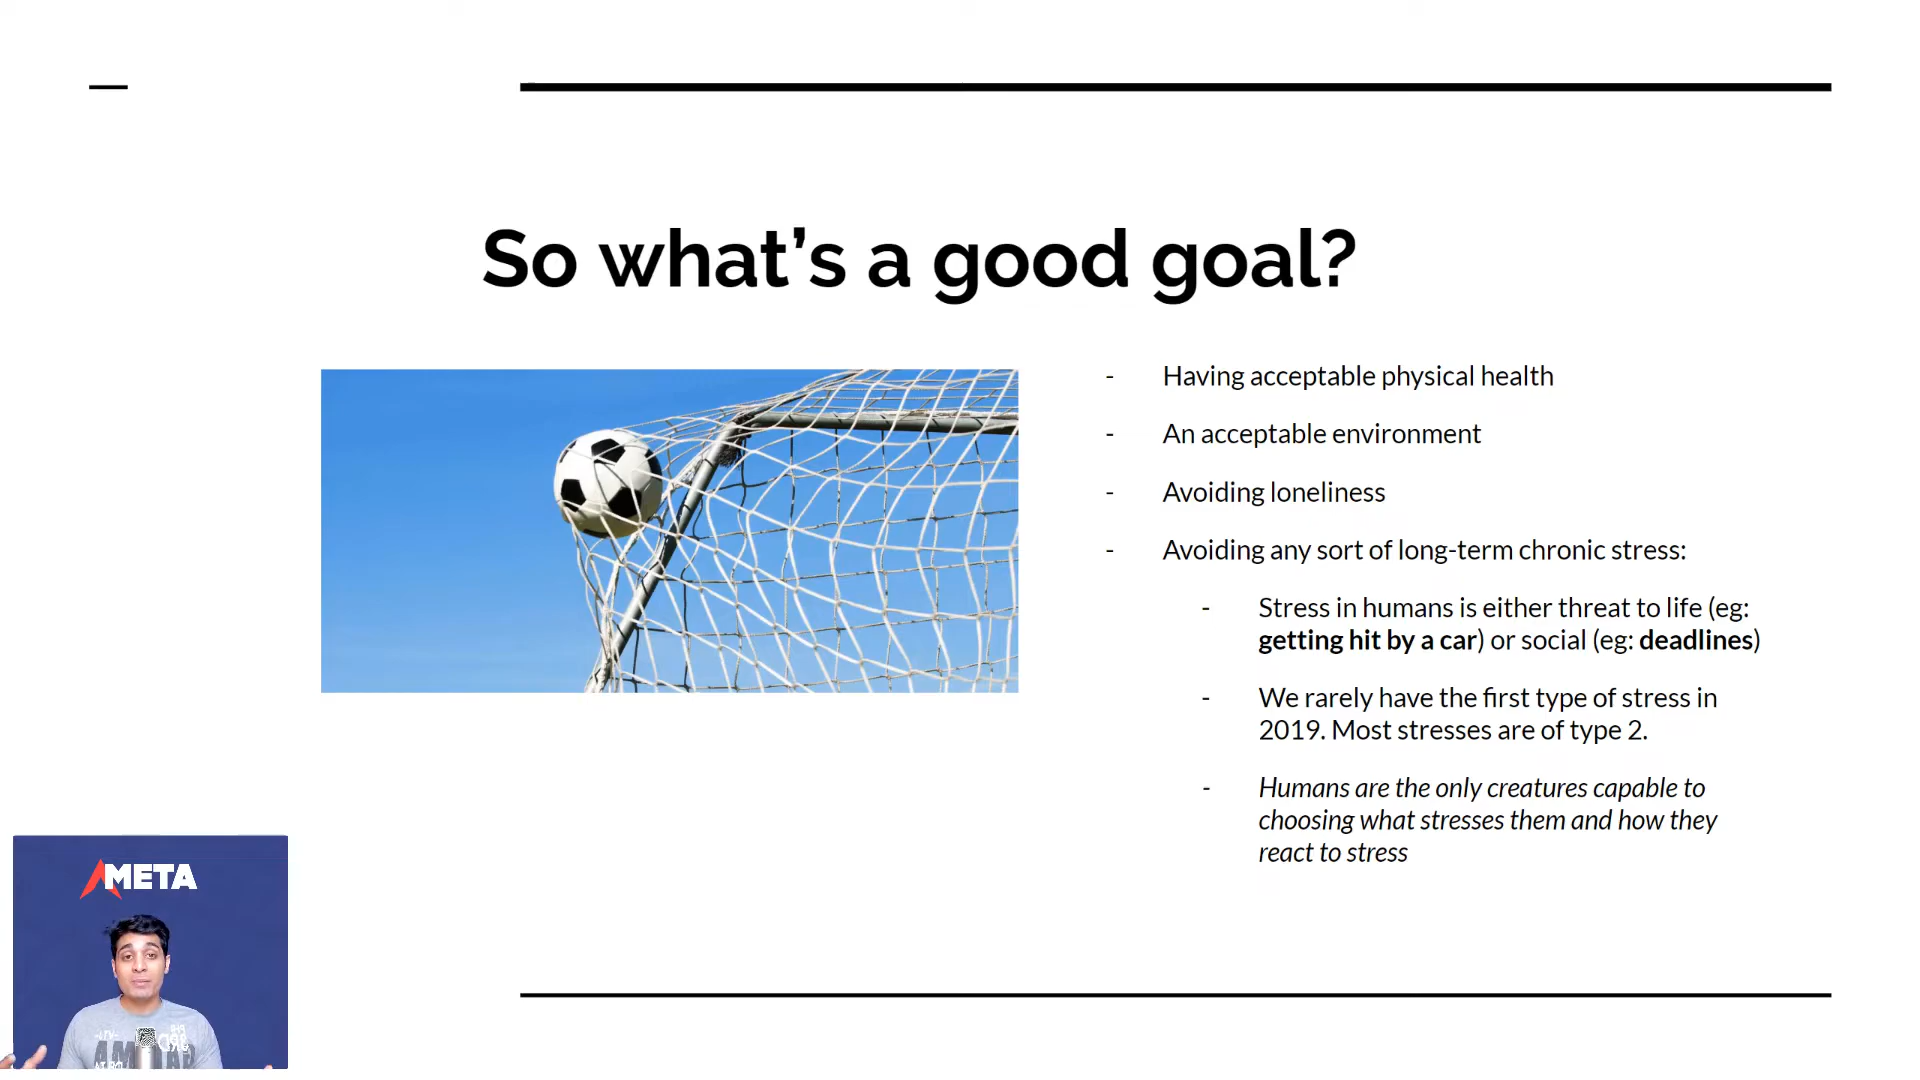 So what's a good goal?
- Having acceptable physical health
- An acceptable environment
- Avoiding loneliness
- Avoiding any sort of long-term chronic stress:
- Stress in humans is either threat to life (eg:
getting hit by a car) or social (eg: deadlines)
- We rarely have the first type of stress in
2019. Most stresses are of type 2.
- Humans are the only creatures capable to
choosing what stresses them and how they
react to stress
META